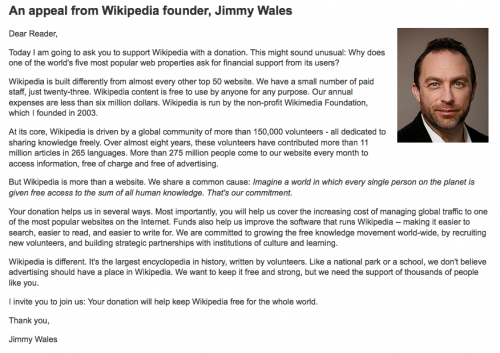 An appeal from Wikipedia founder, Jimmy Wales
Dear Reader,
Today I am going to ask you to support Wikipedia with a donation. This might sound unusual: Why does
one of the world's five most popular web properties ask for financial support from its users?
Wikipedia is built differently from almost every other top 50 website. We have a small number of paid
staff, just twenty-three. Wikipedia content is free to use by anyone for any purpose. Our annual
expenses are less than six million dollars. Wikipedia is run by the non-profit Wikimedia Foundation,
which I founded in 2003.
At its core, Wikipedia is driven by a global community of more than 150,000 volunteers - all dedicated to
sharing knowledge freely. Over almost eight years, these volunteers have contributed more than 11
million articles in 265 languages. More than 275 million people come to our website every month to
access information, free of charge and free of advertising.
But Wikipedia is more than a website. We share a common cause: Imagine a world in which every single person on the planet is
given free access to the sum of all human knowledge. That's our commitment.
Your donation helps us in several ways. Most importantly, you will help us cover the increasing cost of managing global traffic to one
of the most popular websites on the Internet. Funds also help us improve the software that runs Wikipedia -- making it easier to
search, easier to read, and easier to write for. We are committed to growing the free knowledge movement world-wide, by recruiting
new volunteers, and building strategic partnerships with institutions of culture and learning.
Wikipedia is different. It's the largest encyclopedia in history, written by volunteers. Like a national park or a school, we don't believe
advertising should have a place in Wikipedia. We want to keep it free and strong, but we need the support of thousands of people
like you.
I invite you to join us: Your donation will help keep Wikipedia free for the whole world.
Thank you,
Jimmy Wales